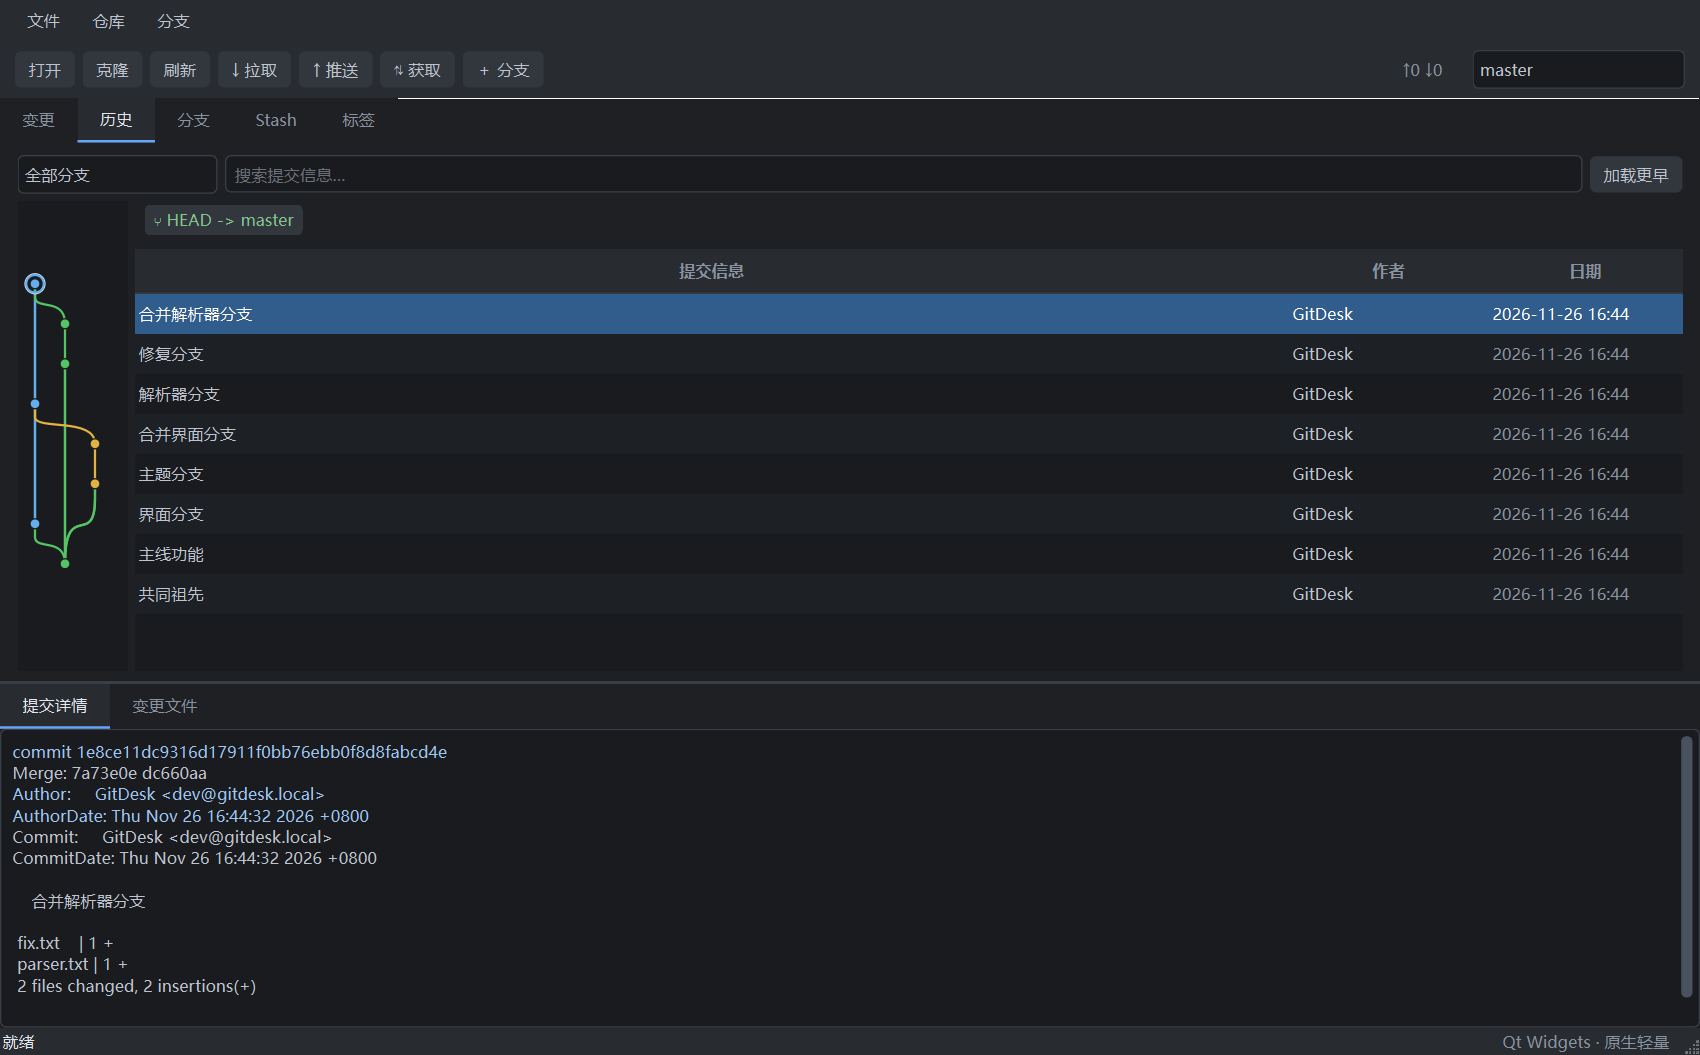 文件 仓库 分支
打开 克隆 刷新 ↓拉取 ↑推送 ⇅获取 + 分支 ↑0 ↓0 master
变更 历史 分支 Stash 标签
全部分支 搜索提交信息... 加载更早
⑂ HEAD -> master
提交信息 作者 日期
合并解析器分支 GitDesk 2026-11-26 16:44
修复分支 GitDesk 2026-11-26 16:44
解析器分支 GitDesk 2026-11-26 16:44
合并界面分支 GitDesk 2026-11-26 16:44
主题分支 GitDesk 2026-11-26 16:44
界面分支 GitDesk 2026-11-26 16:44
主线功能 GitDesk 2026-11-26 16:44
共同祖先 GitDesk 2026-11-26 16:44
提交详情 变更文件
commit 1e8ce11dc9316d17911f0bb76ebb0f8d8fabcd4e
Merge: 7a73e0e dc660aa
Author: GitDesk <dev@gitdesk.local>
AuthorDate: Thu Nov 26 16:44:32 2026 +0800
Commit: GitDesk <dev@gitdesk.local>
CommitDate: Thu Nov 26 16:44:32 2026 +0800
合并解析器分支
fix.txt | 1 +
parser.txt | 1 +
2 files changed, 2 insertions(+)
就绪 Qt Widgets · 原生轻量